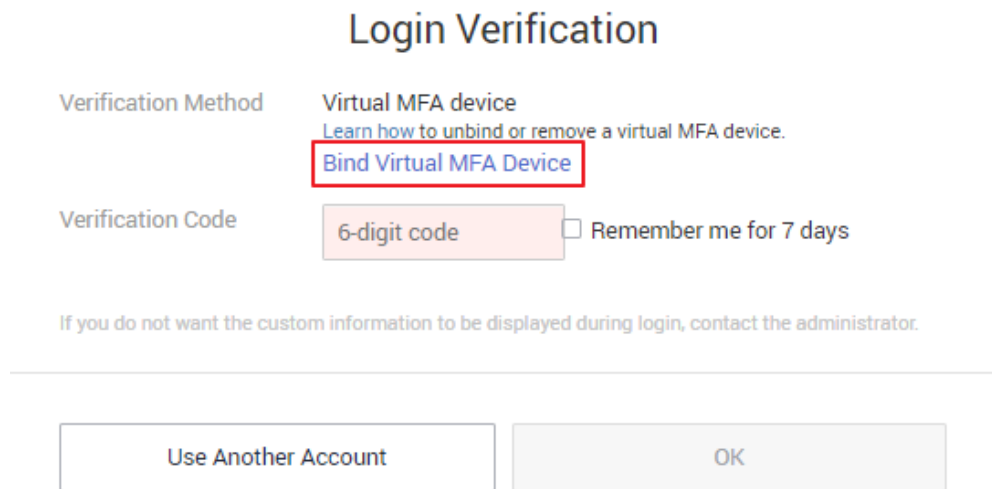 Login Verification
Verification Method
Virtual MFA device
Learn how to unbind or remove a virtual MFA device.
Bind Virtual MFA Device
Verification Code
6-digit code
Remember me for 7 days
If you do not want the custom information to be displayed during login, contact the administrator.
Use Another Account
OK